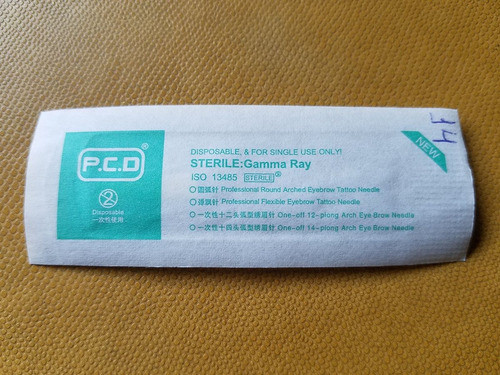 P.C.D®
Disposable
一次性使用
DISPOSABLE, & FOR SINGLE USE ONLY!
STERILE:Gamma Ray
ISO 13485 STERILE®
圆弧针 Professional Round Arched Eyebrow Tattoo Needle
弹飘针 Professional Flexible Eyebrow Tattoo Needle
一次性十二头弧型绣眉针 One-off 12-piong Arch Eye Brow Needle
一次性十四头弧型绣眉针 One-off 14-piong Arch Eye Brow Needle
NEW